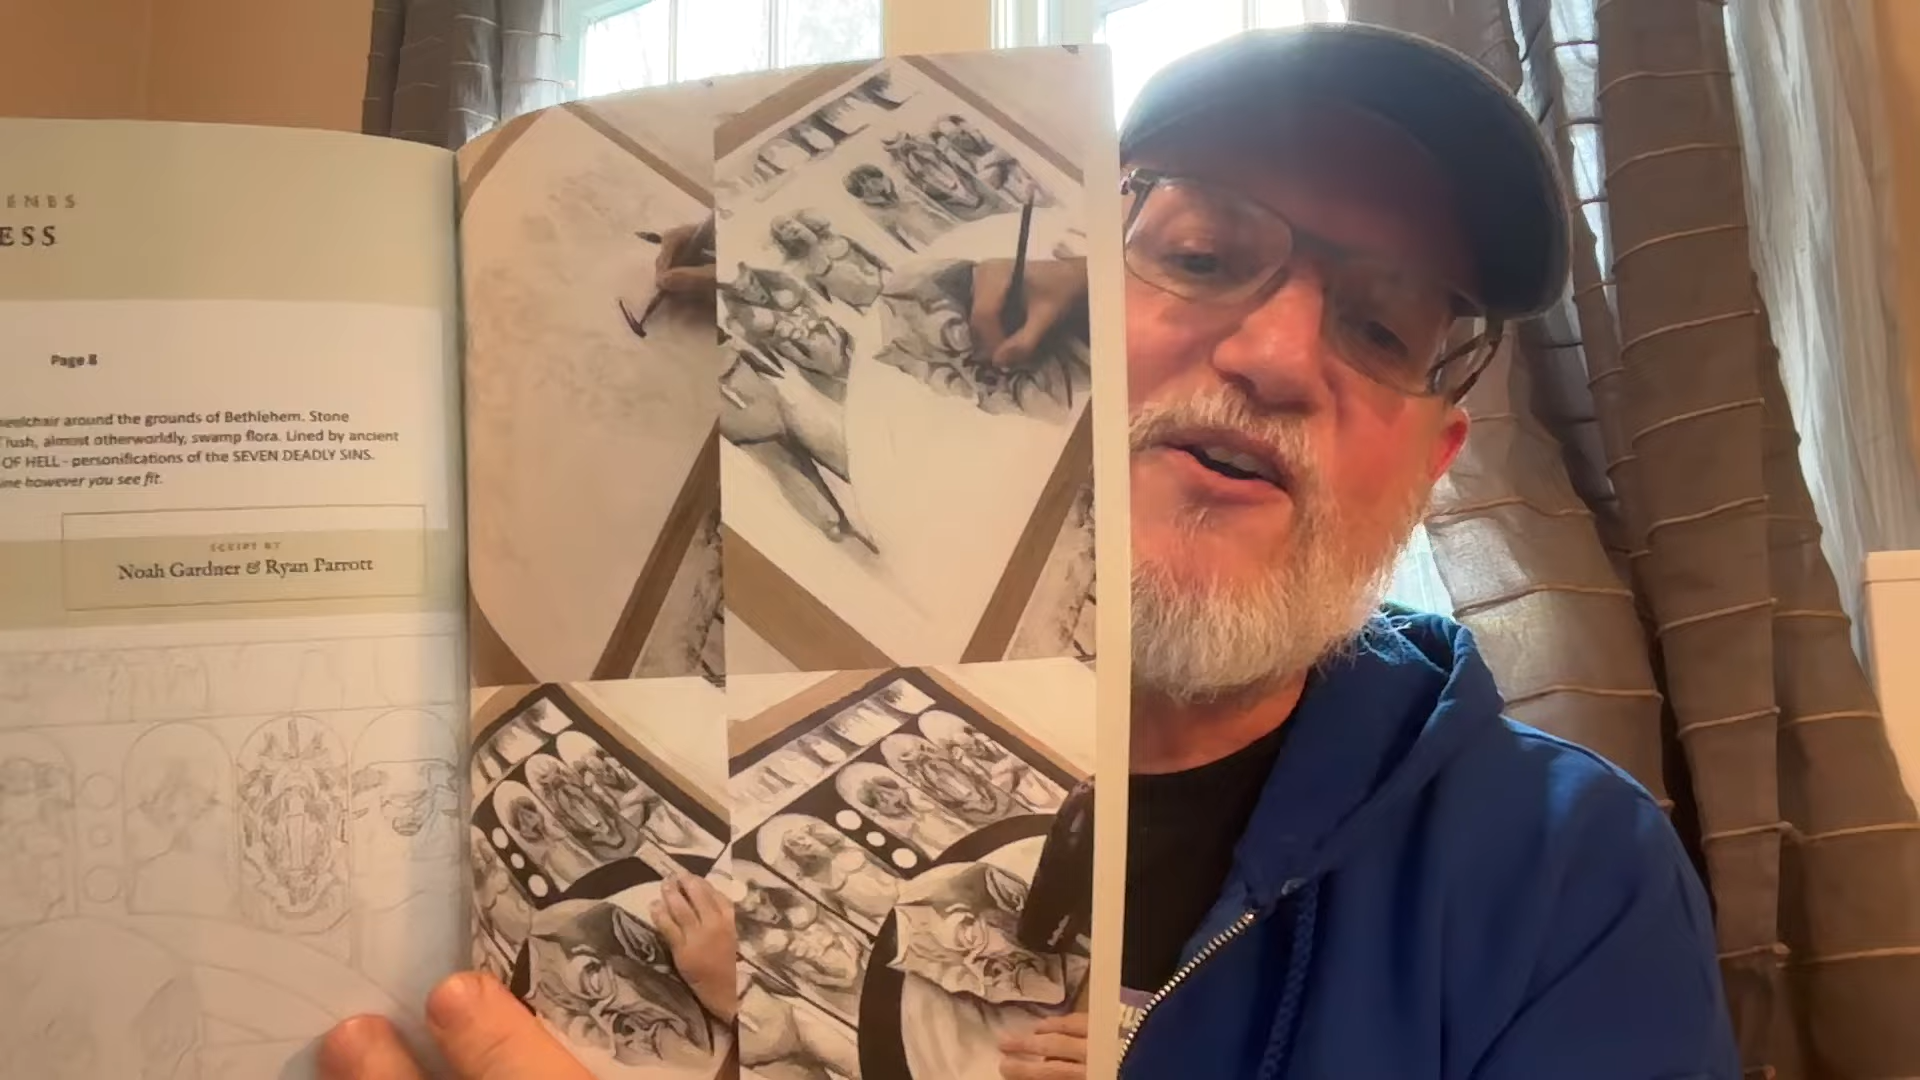 ENES
ESS
Page 8
eelchair around the grounds of Bethlehem. Stone
lush, almost otherworldly, swamp flora. Lined by ancient
OF HELL - personifications of the SEVEN DEADLY SINS.
ine however you see fit.
SCRIPT BY
Noah Gardner & Ryan Parrott